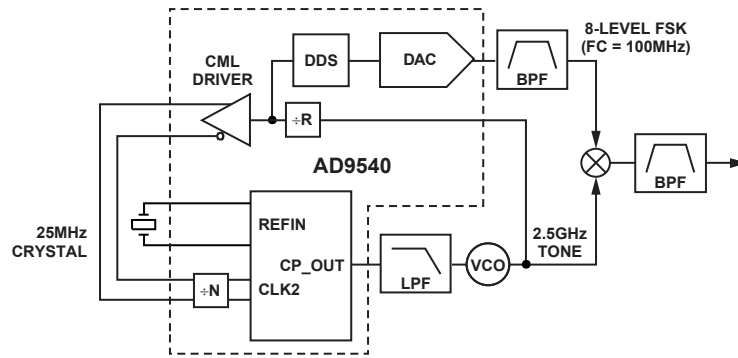 CML
DRIVER
DDS
DAC
BPF
8-LEVEL FSK
(FC = 100MHz)
÷R
AD9540
BPF
25MHz
CRYSTAL
REFIN
CP_OUT
CLK2
÷N
LPF
VCO
2.5GHz
TONE